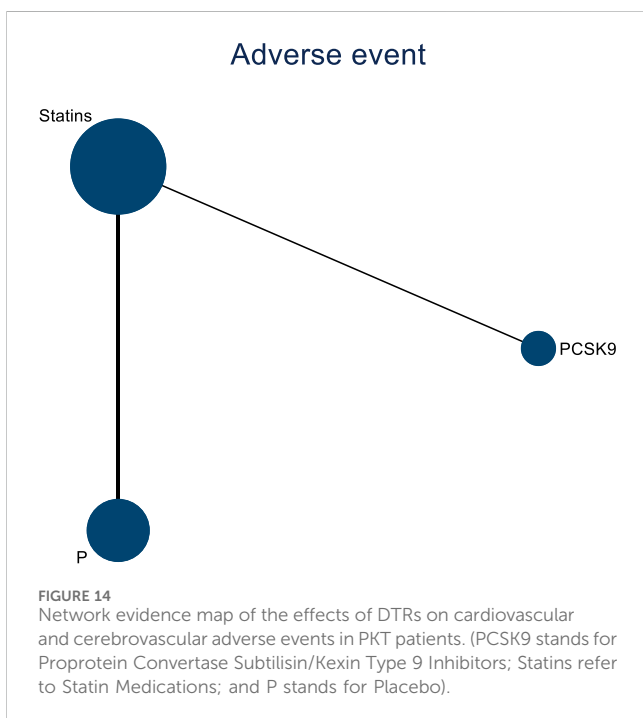 Adverse event
Statins
PCSK9
P
FIGURE 14
Network evidence map of the effects of DTRs on cardiovascular
and cerebrovascular adverse events in PKT patients. (PCSK9 stands for
Proprotein Convertase Subtilisin/Kexin Type 9 Inhibitors; Statins refer
to Statin Medications; and P stands for Placebo).